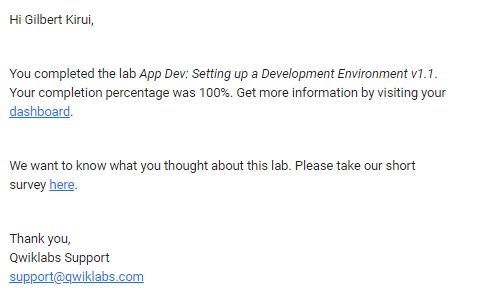 Hi Gilbert Kirui,
You completed the lab App Dev: Setting up a Development Environment v1.1.
Your completion percentage was 100%. Get more information by visiting your
dashboard.
We want to know what you thought about this lab. Please take our short
survey here.
Thank you,
Qwiklabs Support
support@qwiklabs.com